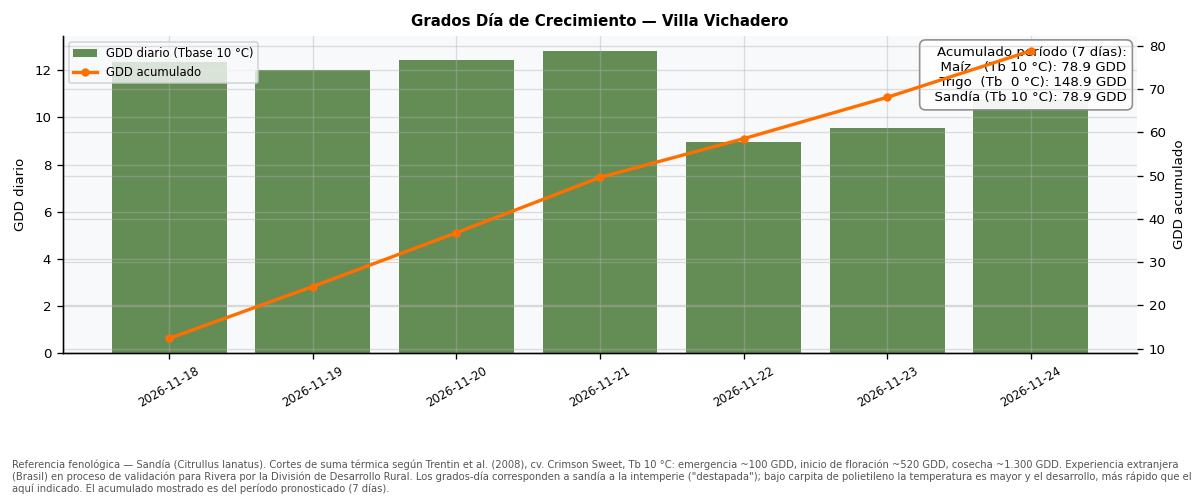 Grados Día de Crecimiento — Villa Vichadero
GDD diario (Tbase 10 °C)
GDD acumulado
Acumulado período (7 días):
Maíz (Tb 10 °C): 78.9 GDD
Trigo (Tb 0 °C): 148.9 GDD
Sandía (Tb 10 °C): 78.9 GDD
GDD diario
12
10
8
6
4
2
0
GDD acumulado
80
70
60
50
40
30
20
10
2026-11-18
2026-11-19
2026-11-20
2026-11-21
2026-11-22
2026-11-23
2026-11-24
Referencia fenológica — Sandía (Citrullus lanatus). Cortes de suma térmica según Trentin et al. (2008), cv. Crimson Sweet, Tb 10 °C: emergencia ~100 GDD, inicio de floración ~520 GDD, cosecha ~1.300 GDD. Experiencia extranjera
(Brasil) en proceso de validación para Rivera por la División de Desarrollo Rural. Los grados-día corresponden a sandía a la intemperie ("destapada"); bajo carpita de polietileno la temperatura es mayor y el desarrollo, más rápido que el
aquí indicado. El acumulado mostrado es del período pronosticado (7 días).